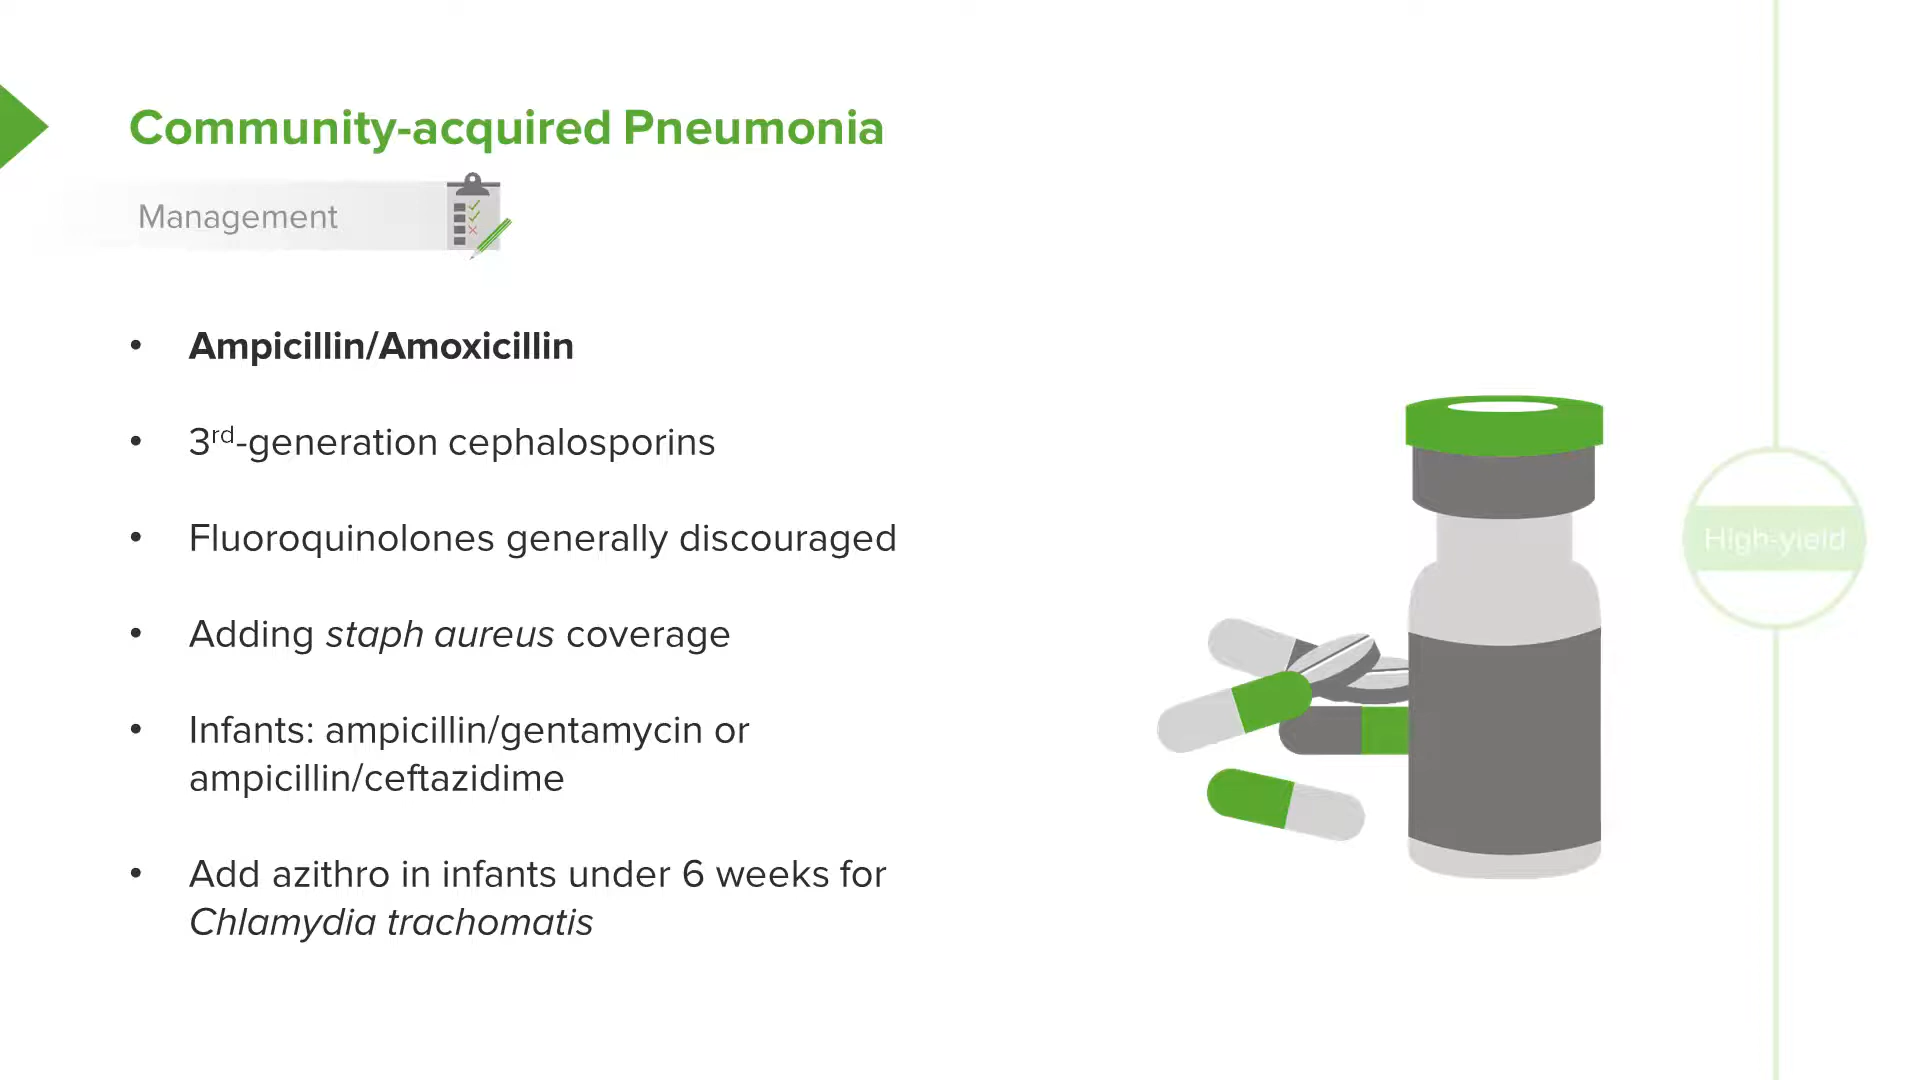 Community-acquired Pneumonia
Management
• Ampicillin/Amoxicillin
• 3rd-generation cephalosporins
• Fluoroquinolones generally discouraged
• Adding staph aureus coverage
• Infants: ampicillin/gentamycin or
ampicillin/ceftazidime
• Add azithro in infants under 6 weeks for
Chlamydia trachomatis
High-yield